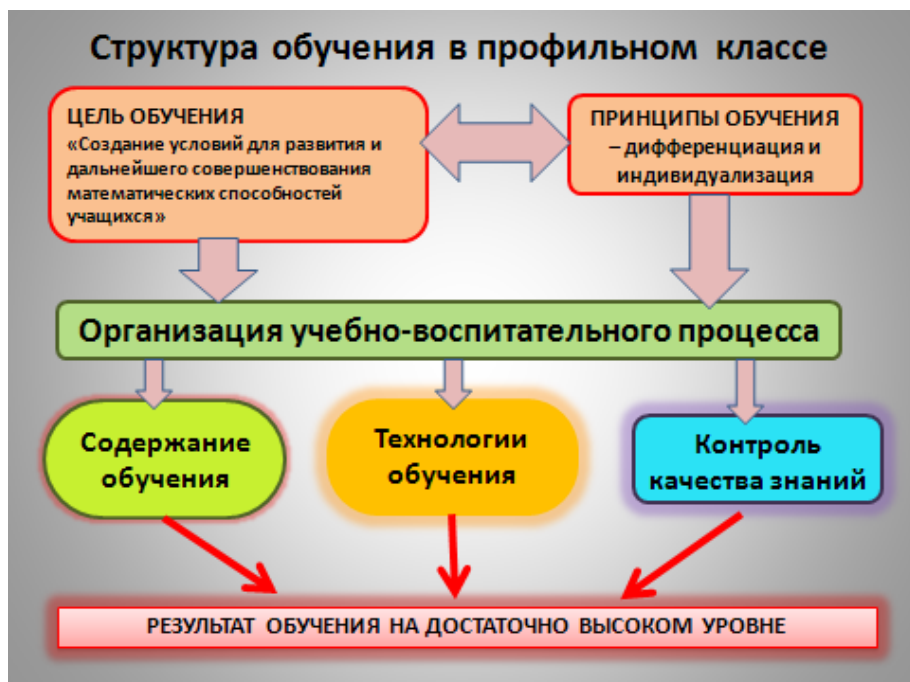 Структура обучения в профильном классе
ЦЕЛЬ ОБУЧЕНИЯ
«Создание условий для развития и
дальнейшего совершенствования
математических способностей
учащихся»
ПРИНЦИПЫ ОБУЧЕНИЯ
– дифференциация и
индивидуализация
Организация учебно-воспитательного процесса
Содержание
обучения
Технологии
обучения
Контроль
качества знаний
РЕЗУЛЬТАТ ОБУЧЕНИЯ НА ДОСТАТОЧНО ВЫСОКОМ УРОВНЕ